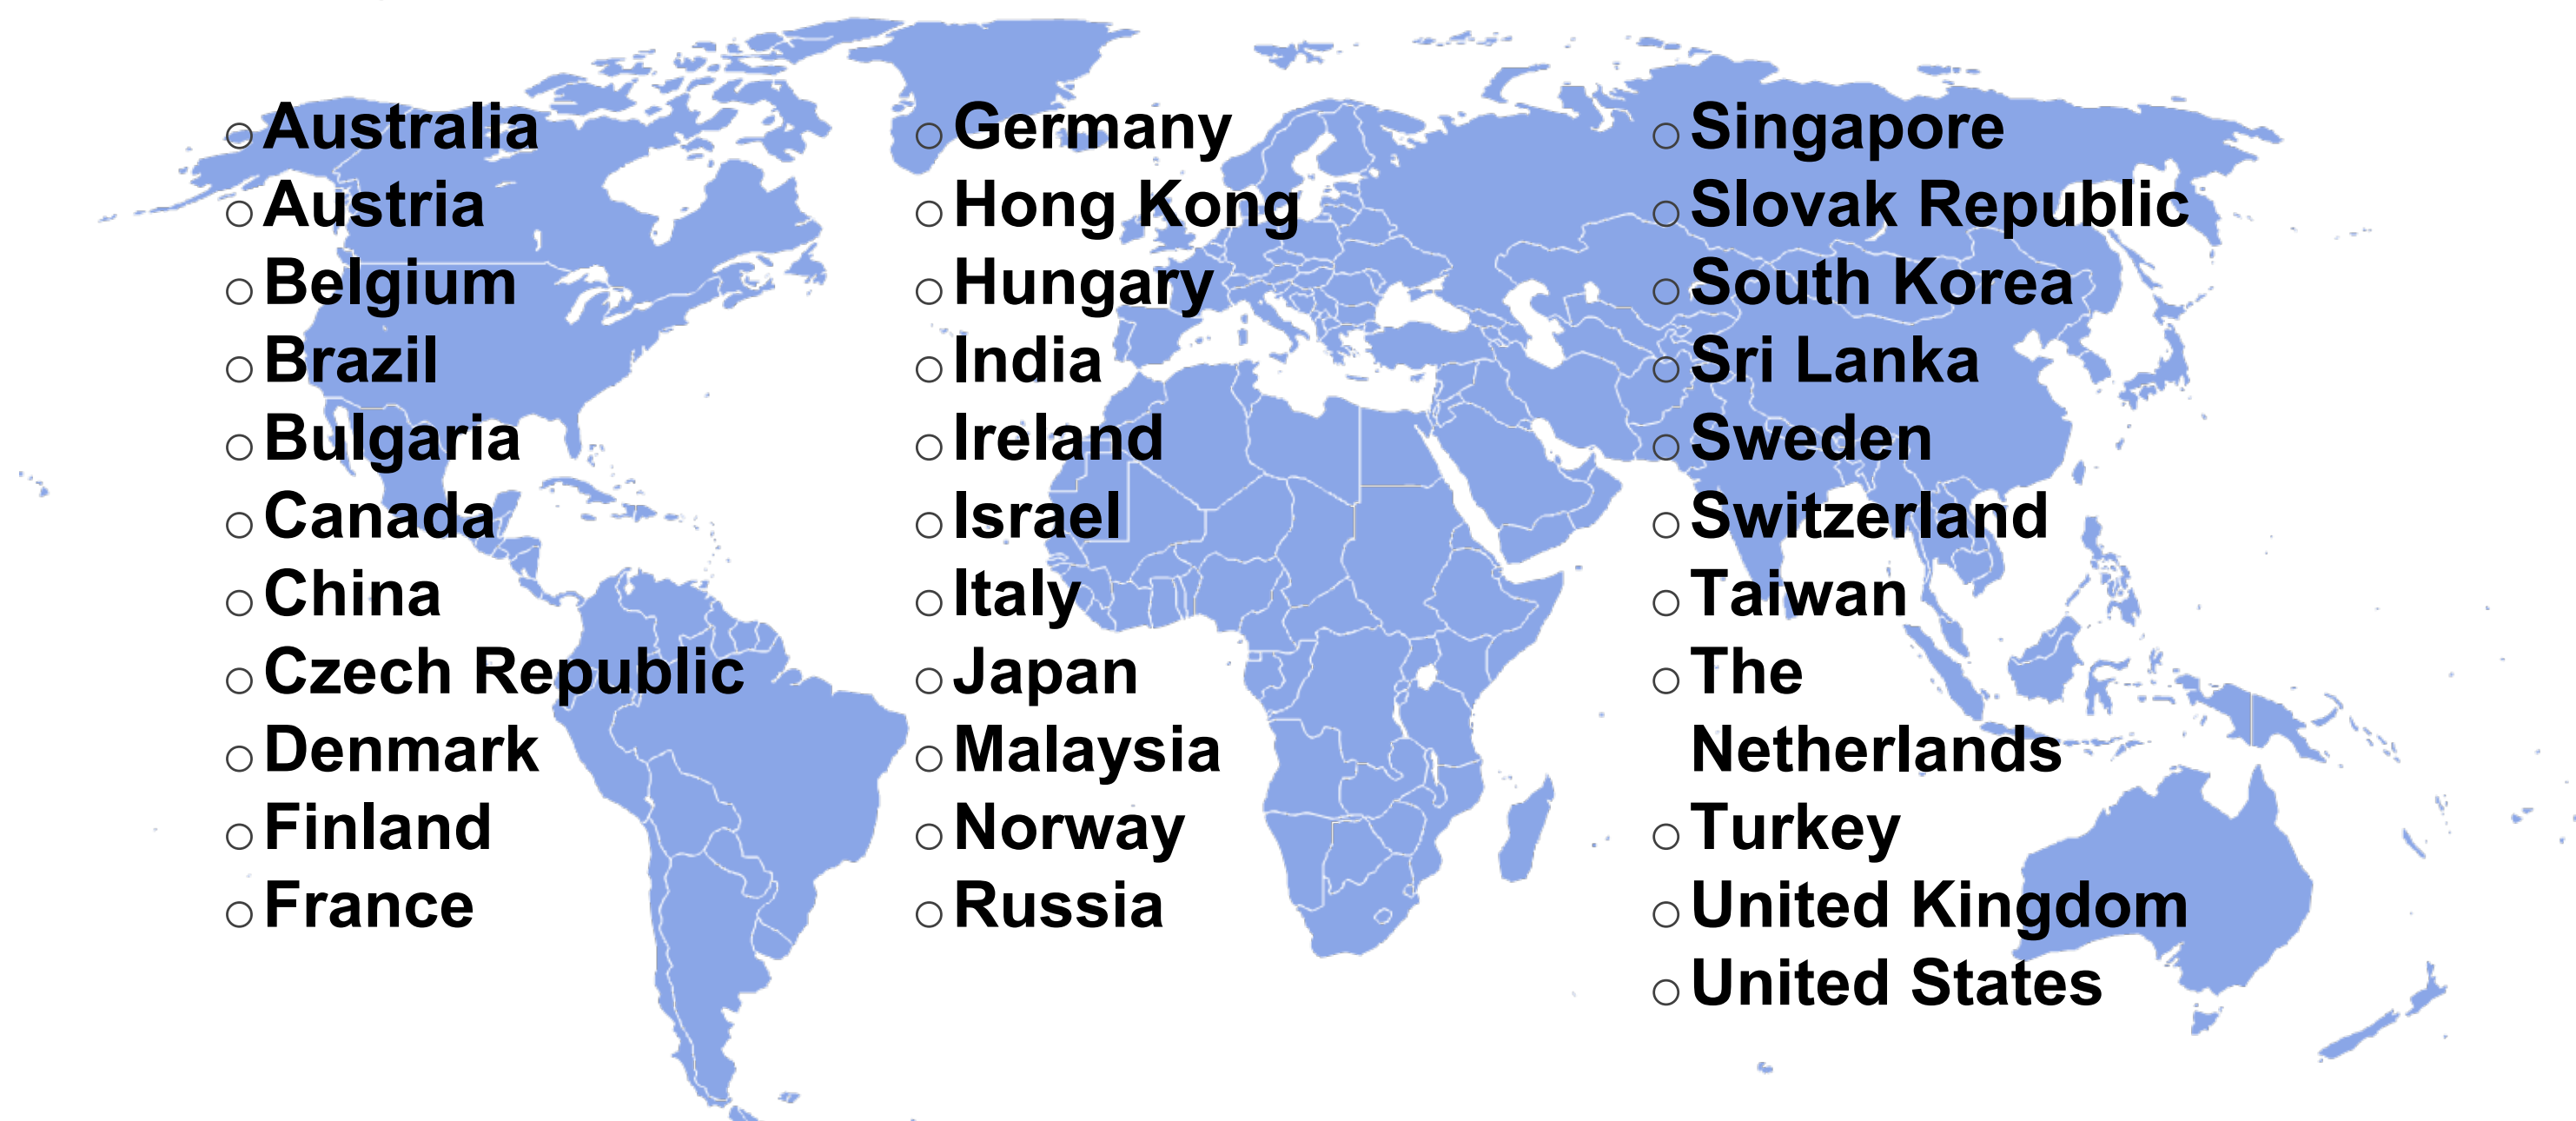 ○ Australia
○ Austria
○ Belgium
○ Brazil
○ Bulgaria
○ Canada
○ China
○ Czech Republic
○ Denmark
○ Finland
○ France
○ Germany
○ Hong Kong
○ Hungary
○ India
○ Ireland
○ Israel
○ Italy
○ Japan
○ Malaysia
○ Norway
○ Russia
○ Singapore
○ Slovak Republic
○ South Korea
○ Sri Lanka
○ Sweden
○ Switzerland
○ Taiwan
○ The
Netherlands
○ Turkey
○ United Kingdom
○ United States